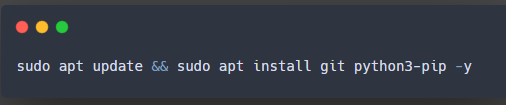 sudo apt update && sudo apt install git python3-pip -y